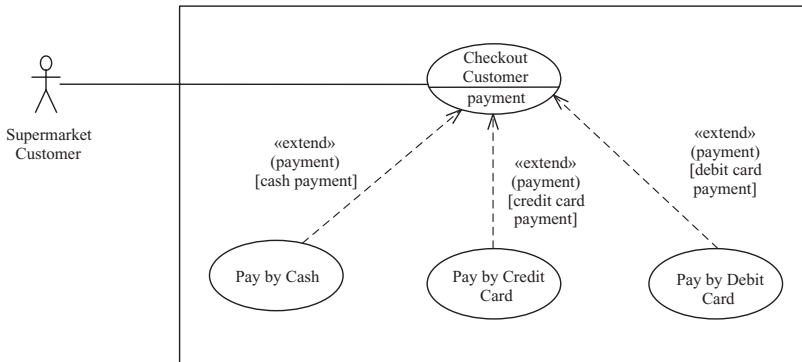 Checkout
Customer
payment
Supermarket
Customer
«extend»
(payment)
[cash payment]
«extend»
(payment)
[credit card
payment]
«extend»
(payment)
[debit card
payment]
Pay by Cash
Pay by Credit
Card
Pay by Debit
Card